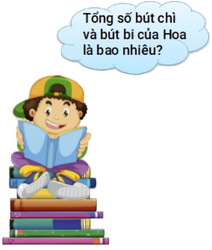 Tổng số bút chì
và bút bi của Hoa
là bao nhiêu?